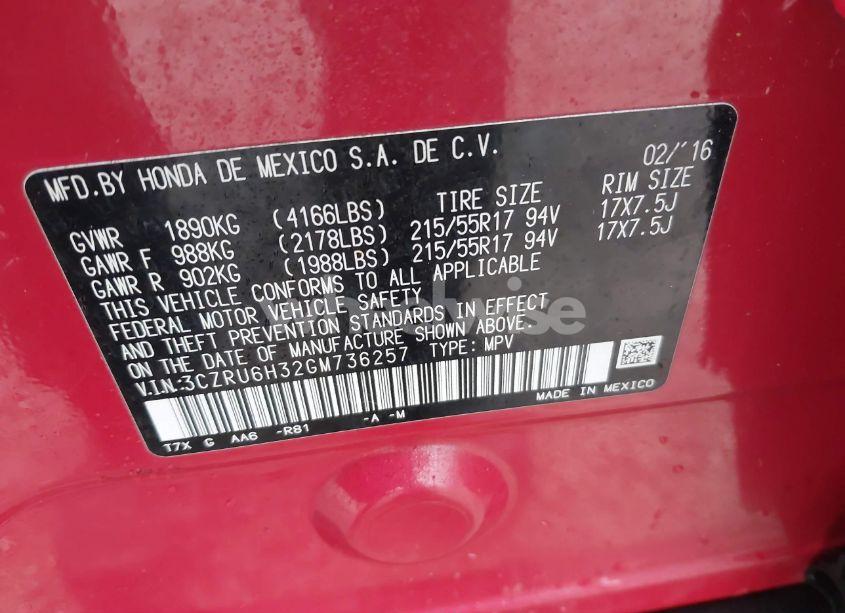 MFD.BY HONDA DE MEXICO S.A. DE C.V. 02/'16
TIRE SIZE RIM SIZE
GVWR 1890KG (4166LBS)
GAWR F 988KG (2178LBS) 215/55R17 94V 17X7.5J
GAWR R 902KG (1988LBS) 215/55R17 94V 17X7.5J
THIS VEHICLE CONFORMS TO ALL APPLICABLE
FEDERAL MOTOR VEHICLE SAFETY
AND THEFT PREVENTION STANDARDS IN EFFECT
ON THE DATE OF MANUFACTURE SHOWN ABOVE.
V.I.N:3CZRU6H32GM736257 TYPE: MPV
MADE IN MEXICO
T7X G AA6 -R81 -A -M